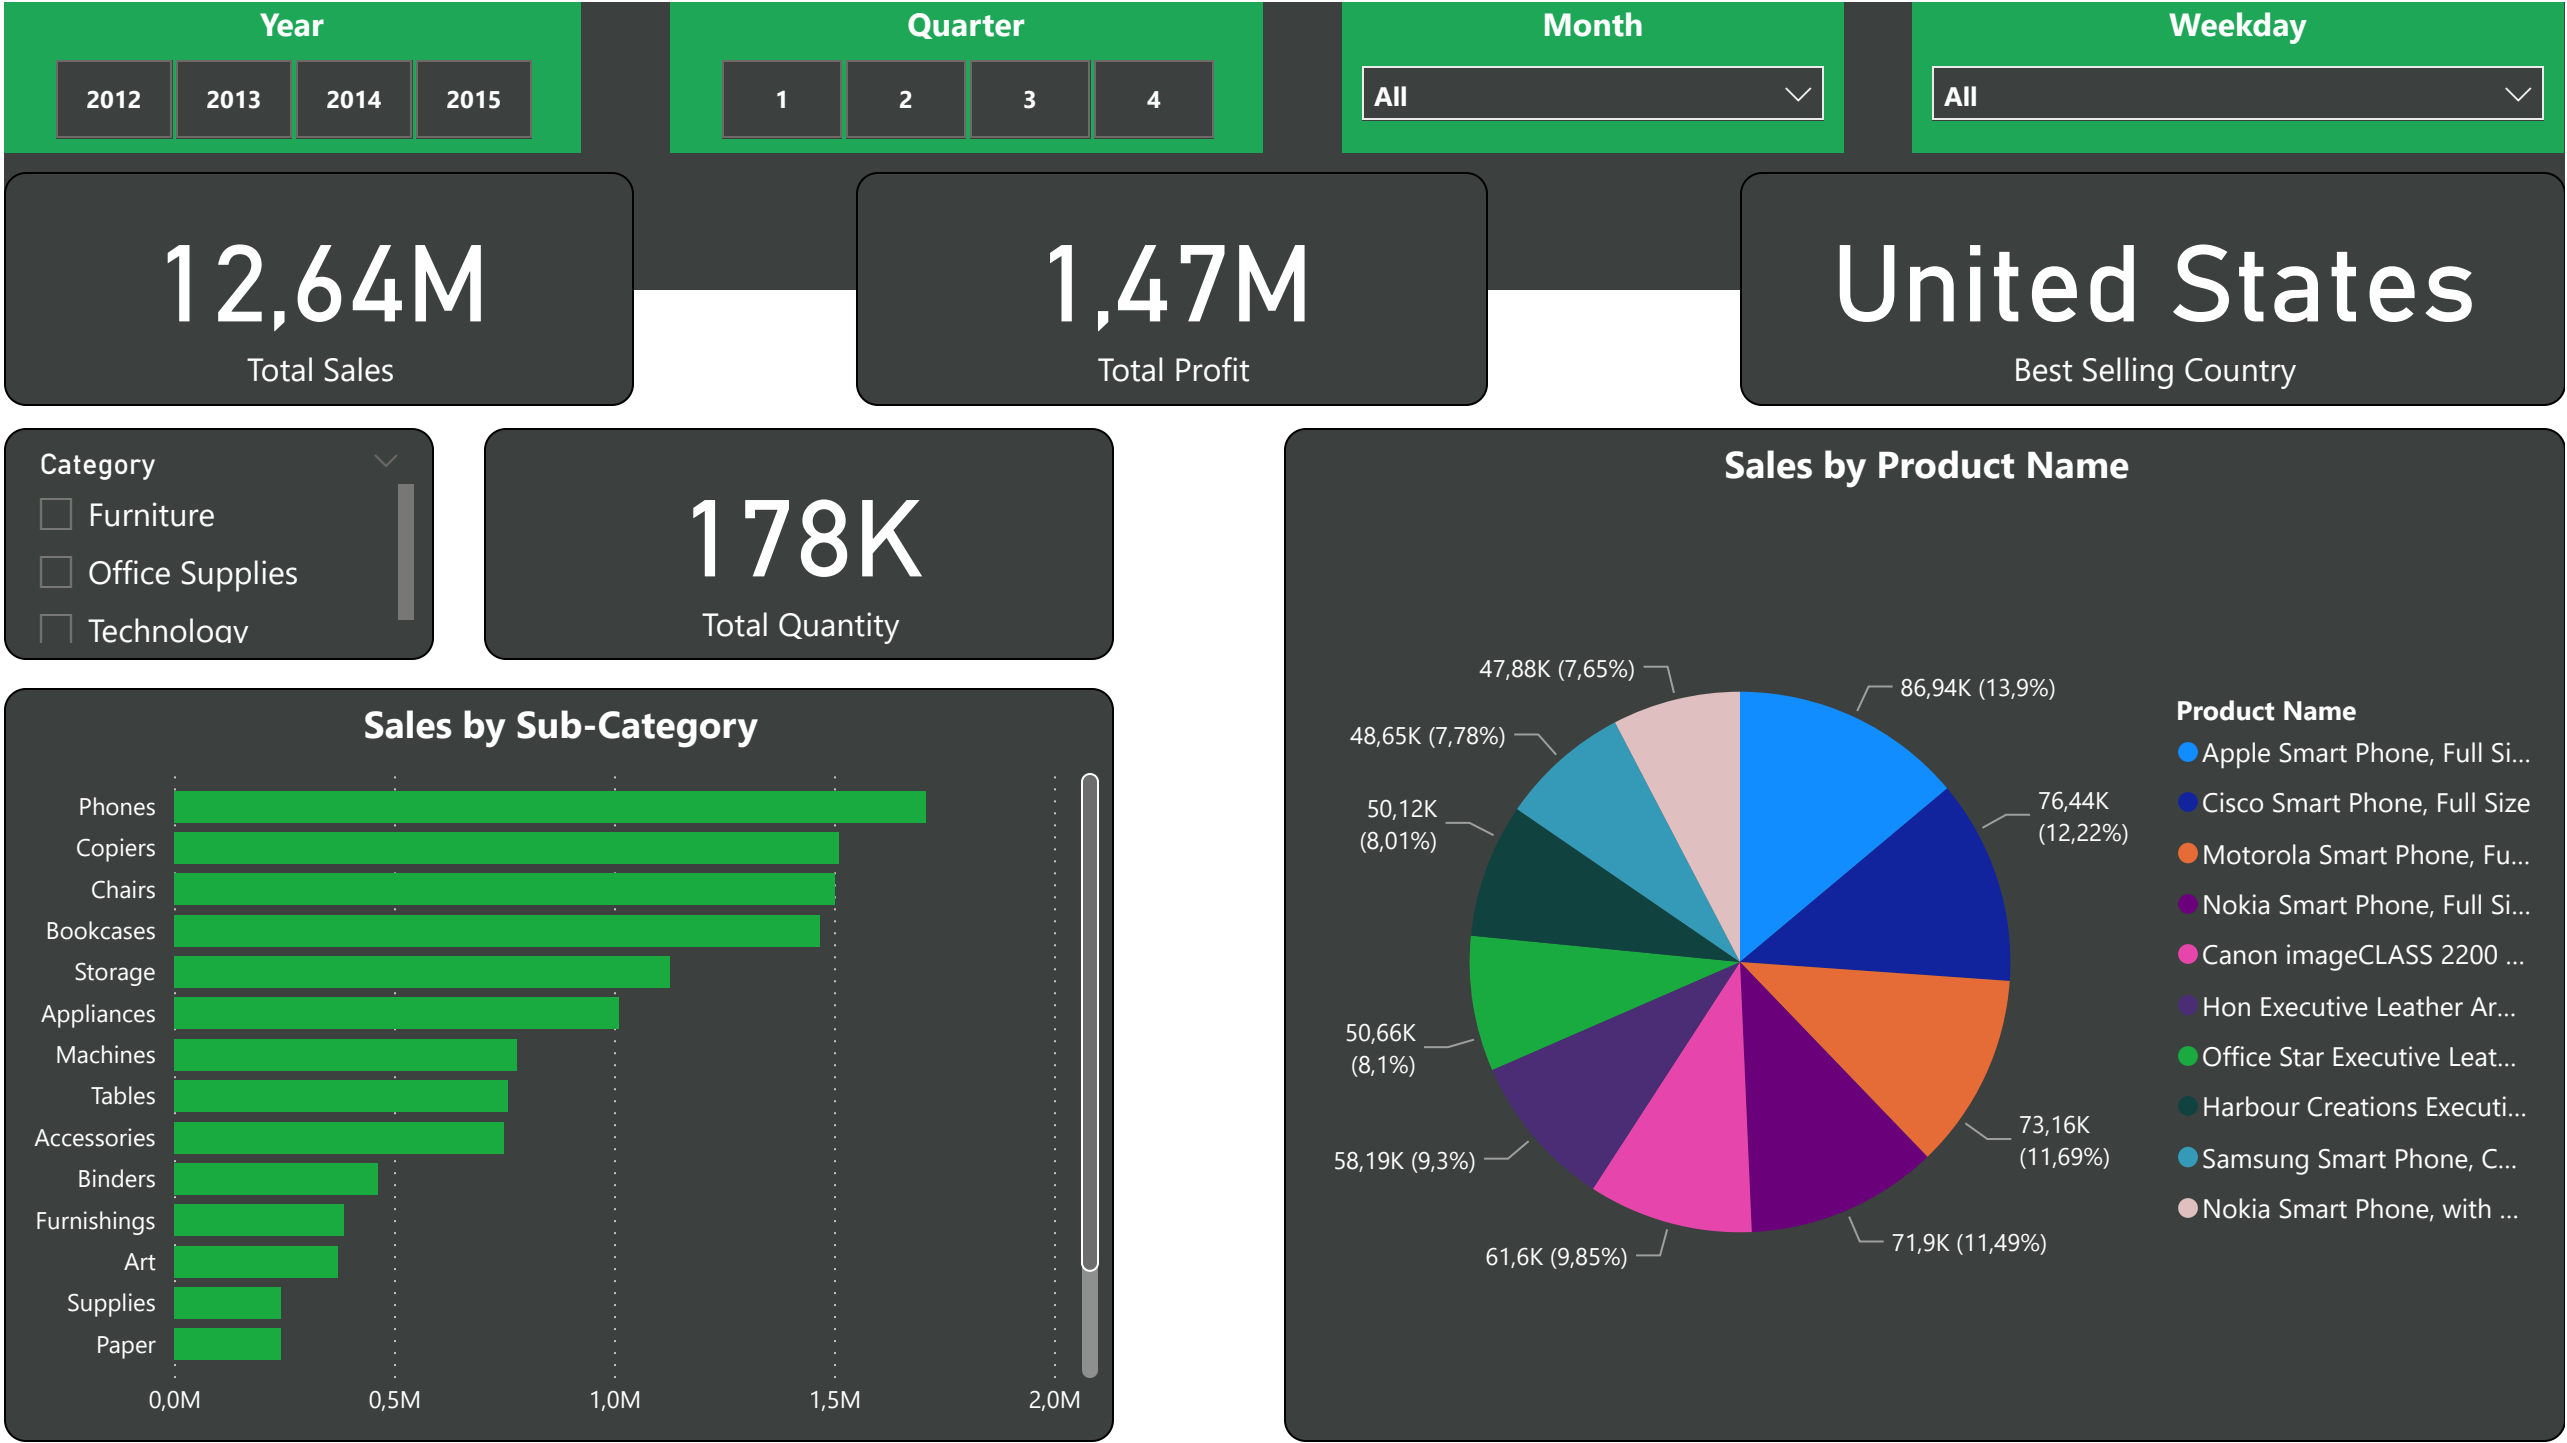 Year
2012 2013 2014 2015
Quarter
1 2 3 4
Month
All
Weekday
All
12,64M
Total Sales
1,47M
Total Profit
United States
Best Selling Country
Category
Furniture
Office Supplies
Technology
178K
Total Quantity
Sales by Sub-Category
Phones
Copiers
Chairs
Bookcases
Storage
Appliances
Machines
Tables
Accessories
Binders
Furnishings
Art
Supplies
Paper
0,0M 0,5M 1,0M 1,5M 2,0M
Sales by Product Name
86,94K (13,9%)
76,44K
(12,22%)
73,16K
(11,69%)
71,9K (11,49%)
61,6K (9,85%)
58,19K (9,3%)
50,66K
(8,1%)
50,12K
(8,01%)
48,65K (7,78%)
47,88K (7,65%)
Product Name
Apple Smart Phone, Full Si...
Cisco Smart Phone, Full Size
Motorola Smart Phone, Fu...
Nokia Smart Phone, Full Si...
Canon imageCLASS 2200 ...
Hon Executive Leather Ar...
Office Star Executive Leat...
Harbour Creations Executi...
Samsung Smart Phone, C...
Nokia Smart Phone, with ...